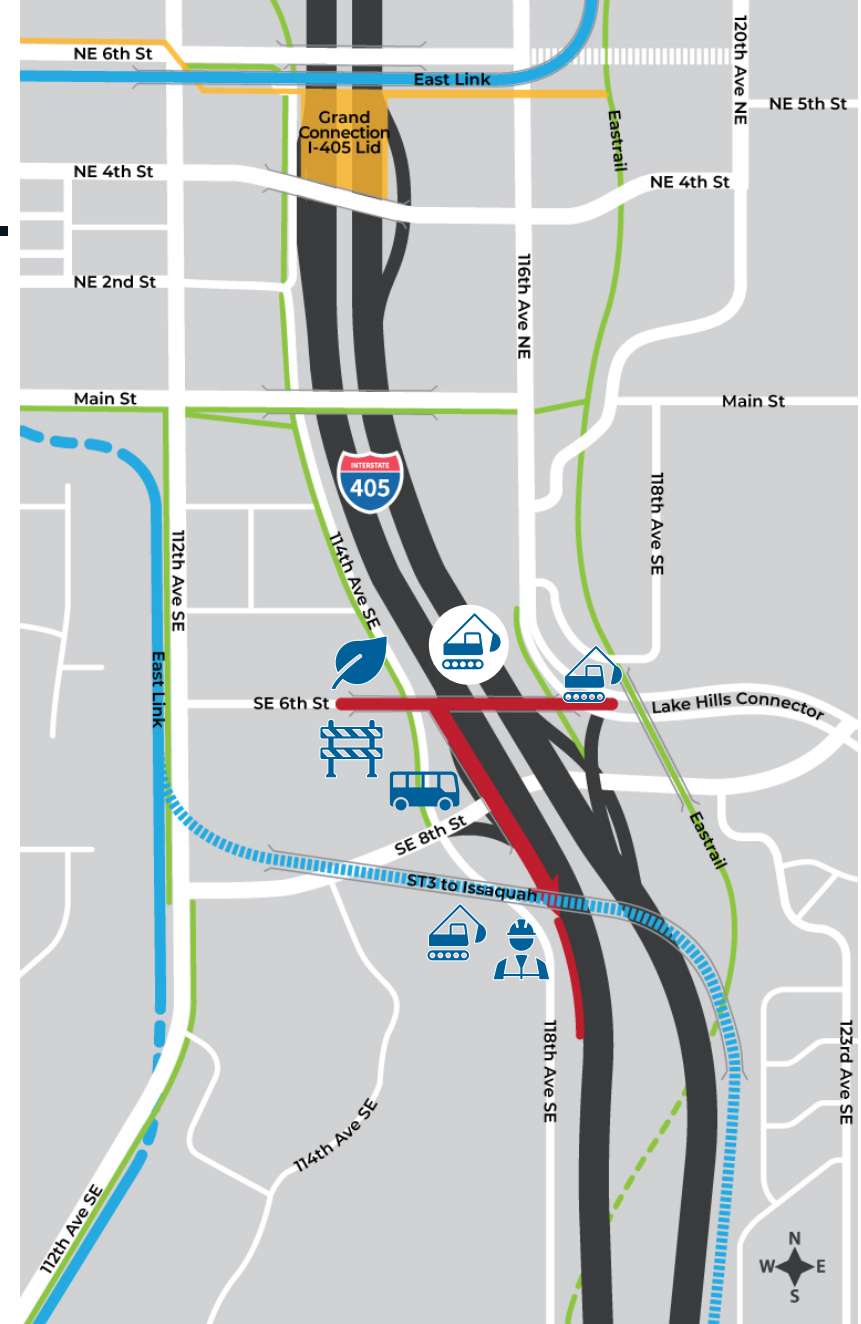 120th Ave NE
NE 6th St
East Link
NE 5th St
Grand
Connection
I-405 Lid
Eastrail
NE 4th St
NE 4th St
116th Ave NE
NE 2nd St
Main St
Main St
INTERSTATE
405
118th Ave SE
112th Ave SE
114th Ave SE
East Link
SE 6th St
Lake Hills Connector
SE 8th St
Eastrail
ST3 to Issaquah
118th Ave SE
123rd Ave SE
114th Ave SE
112th Ave SE
N
W
E
S